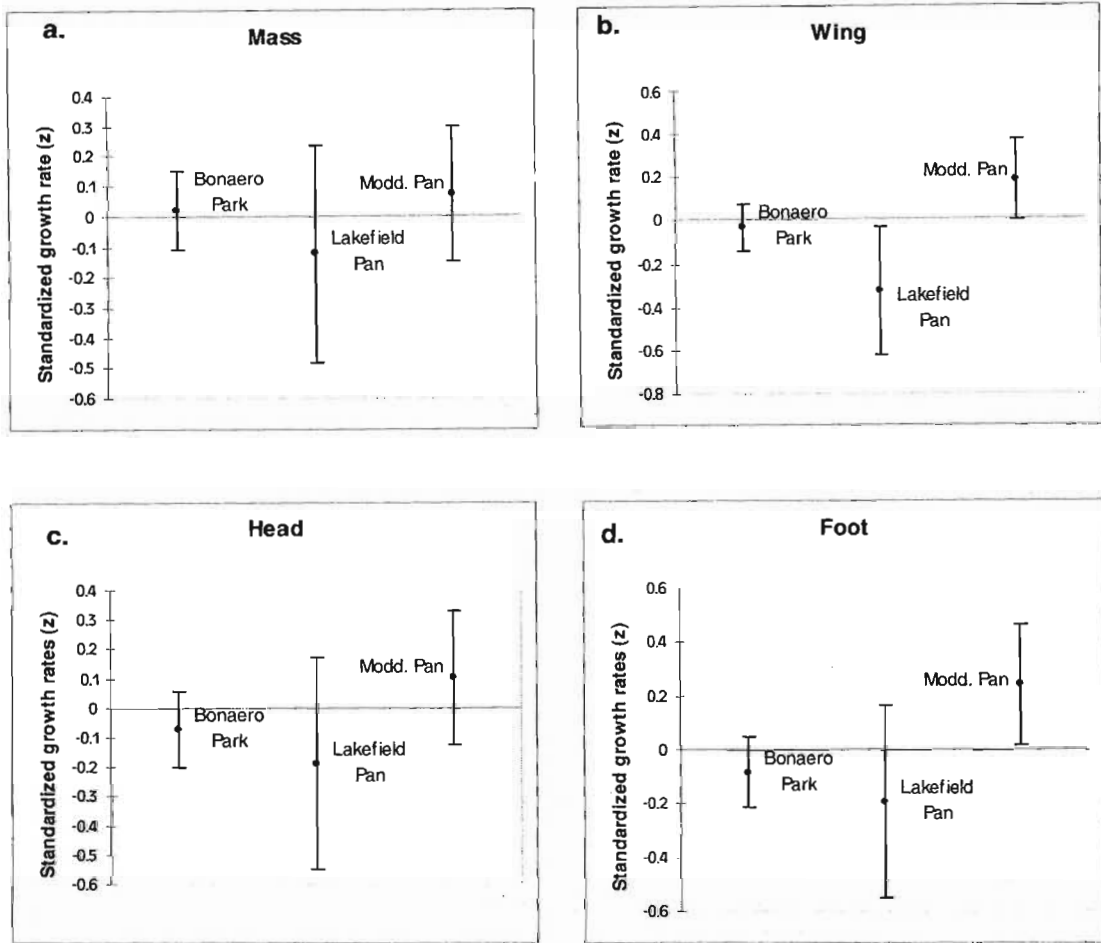 a.
Mass
Standardized growth rate (z)
0.4
0.3
0.2
0.1
0
-0.1
-0.2
-0.3
-0.4
-0.5
-0.6
Bonaero
Park
Lakefield
Pan
Modd. Pan
b.
Wing
Standardized growth rate (z)
0.6
0.4
0.2
0
-0.2
-0.4
-0.6
-0.8
Bonaero
Park
Lakefield
Pan
Modd. Pan
c.
Head
Standardized growth rates (z)
0.4
0.3
0.2
0.1
0
-0.1
-0.2
-0.3
-0.4
-0.5
-0.6
Bonaero
Park
Lakefield
Pan
Modd. Pan
d.
Foot
Standardized growth rates (z)
0.6
0.4
0.2
0
-0.2
-0.4
-0.6
Bonaero
Park
Lakefield
Pan
Modd. Pan